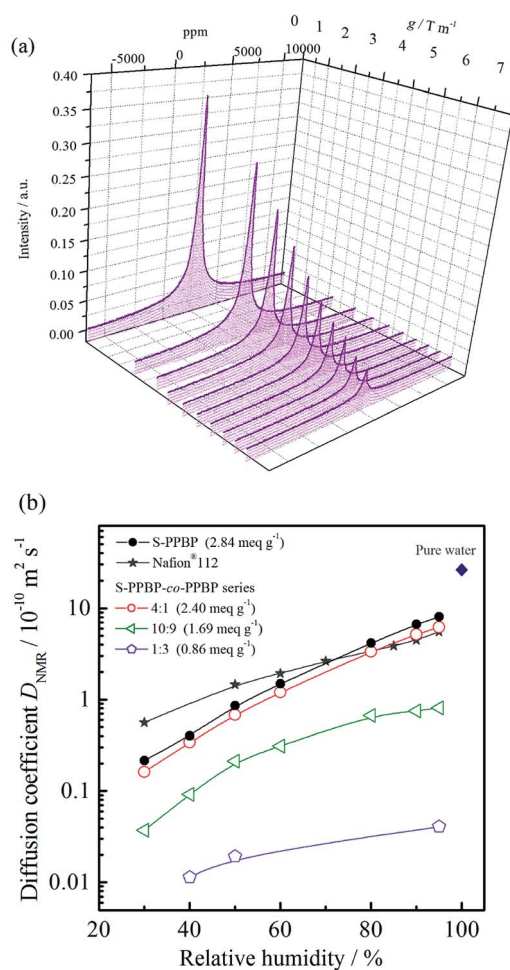 (a)
ppm
-5000
0
5000
10000
0
1
2
3
4
5
6
7
g / T m⁻¹
0.40
0.35
0.30
0.25
0.20
0.15
0.10
0.05
0.00
Intensity / a.u.
(b)
S-PPBP (2.84 meq g⁻¹)
Nafion®112
S-PPBP-co-PPBP series
4:1 (2.40 meq g⁻¹)
10:9 (1.69 meq g⁻¹)
1:3 (0.86 meq g⁻¹)
Pure water
10
1
0.1
0.01
Diffusion coefficient D_NMR / 10⁻¹⁰ m² s⁻¹
20
40
60
80
100
Relative humidity / %